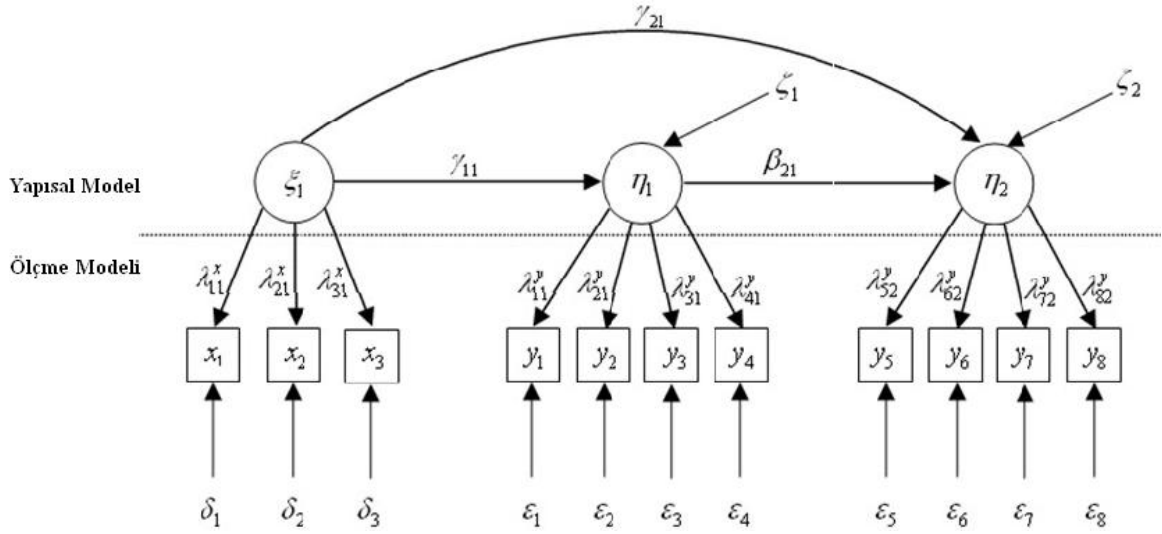 γ₂₁
ζ₁ ζ₂
Yapısal Model ξ₁ γ₁₁ η₁ β₂₁ η₂
Ölçme Modeli
λ₁₁ˣ λ₂₁ˣ λ₃₁ˣ λ₁₁ʸ λ₂₁ʸ λ₃₁ʸ λ₄₁ʸ λ₅₂ʸ λ₆₂ʸ λ₇₂ʸ λ₈₂ʸ
x₁ x₂ x₃ y₁ y₂ y₃ y₄ y₅ y₆ y₇ y₈
δ₁ δ₂ δ₃ ε₁ ε₂ ε₃ ε₄ ε₅ ε₆ ε₇ ε₈